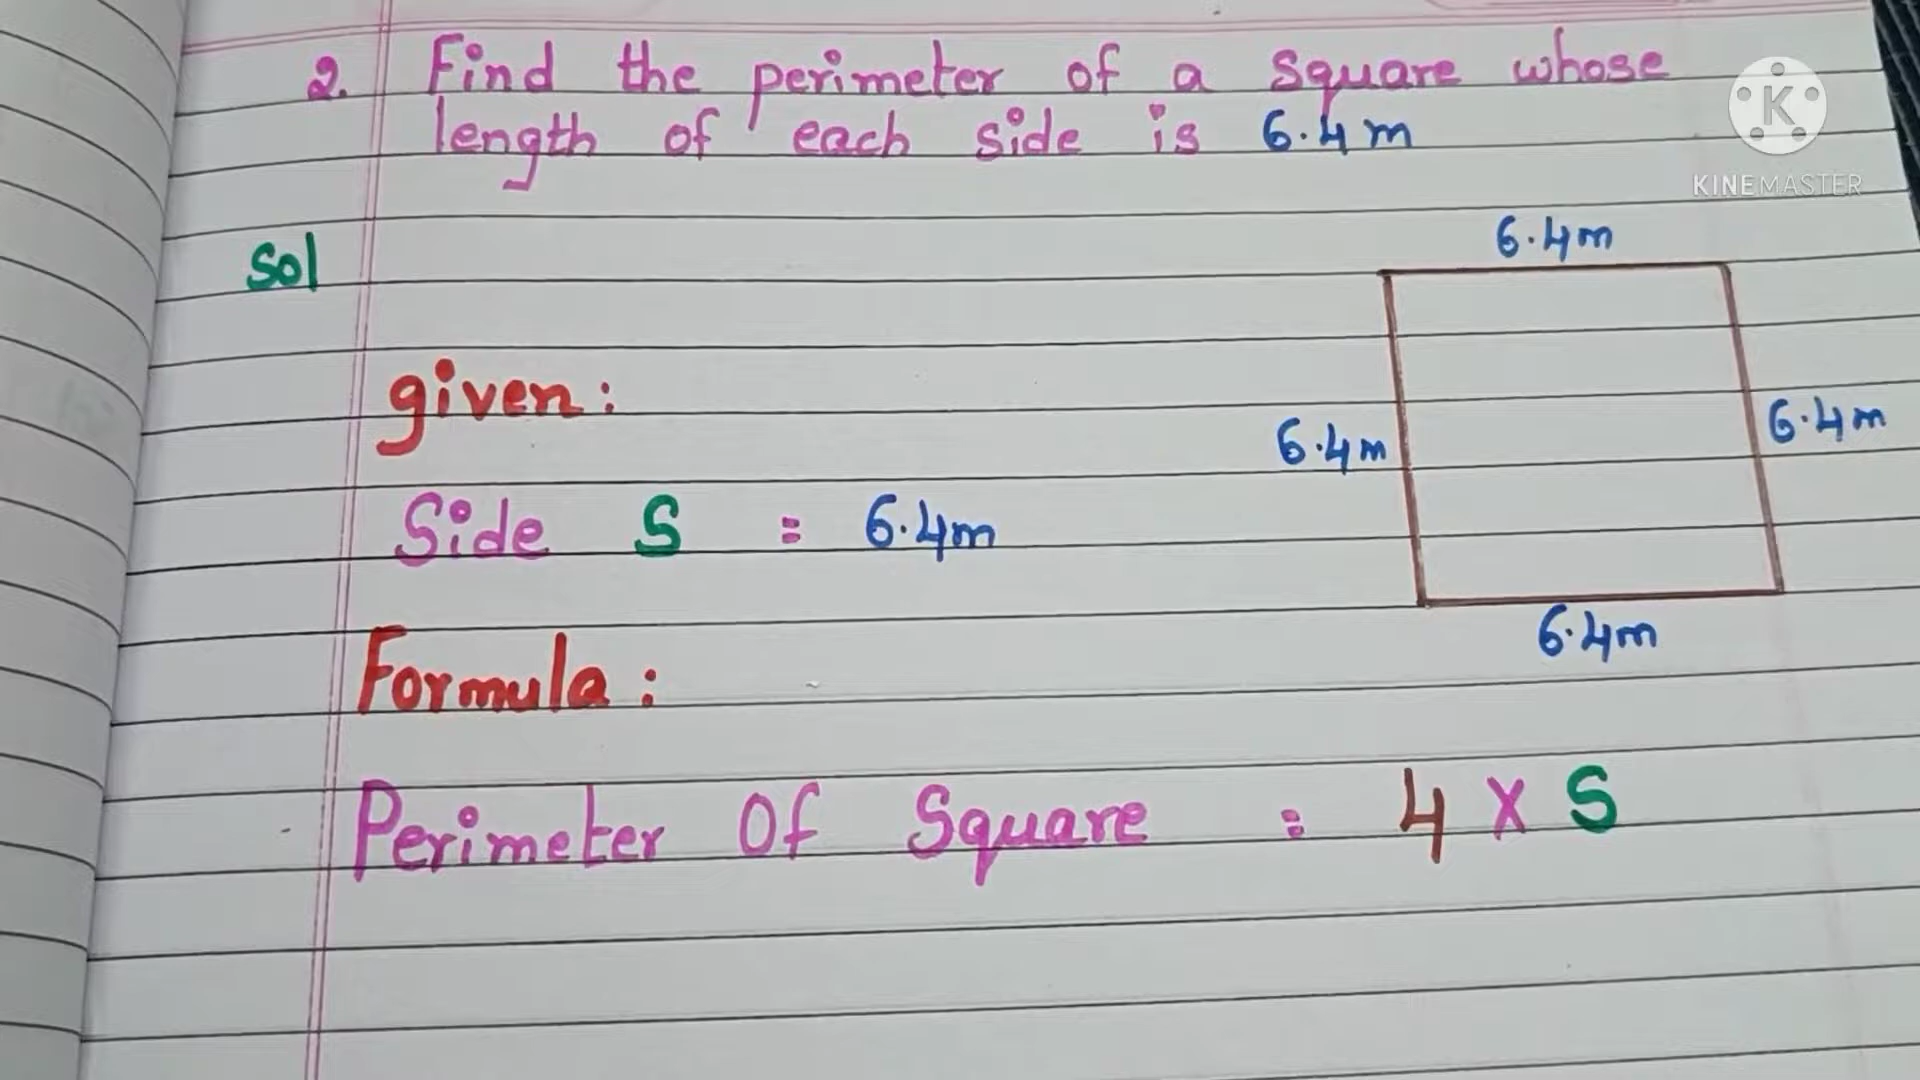 2. Find the perimeter of a square whose
length of each side is 6.4m
K
KINEMASTER
Sol
6.4m
given:
6.4m
6.4m
Side S = 6.4m
6.4m
Formula:
Perimeter Of Square = 4 X S